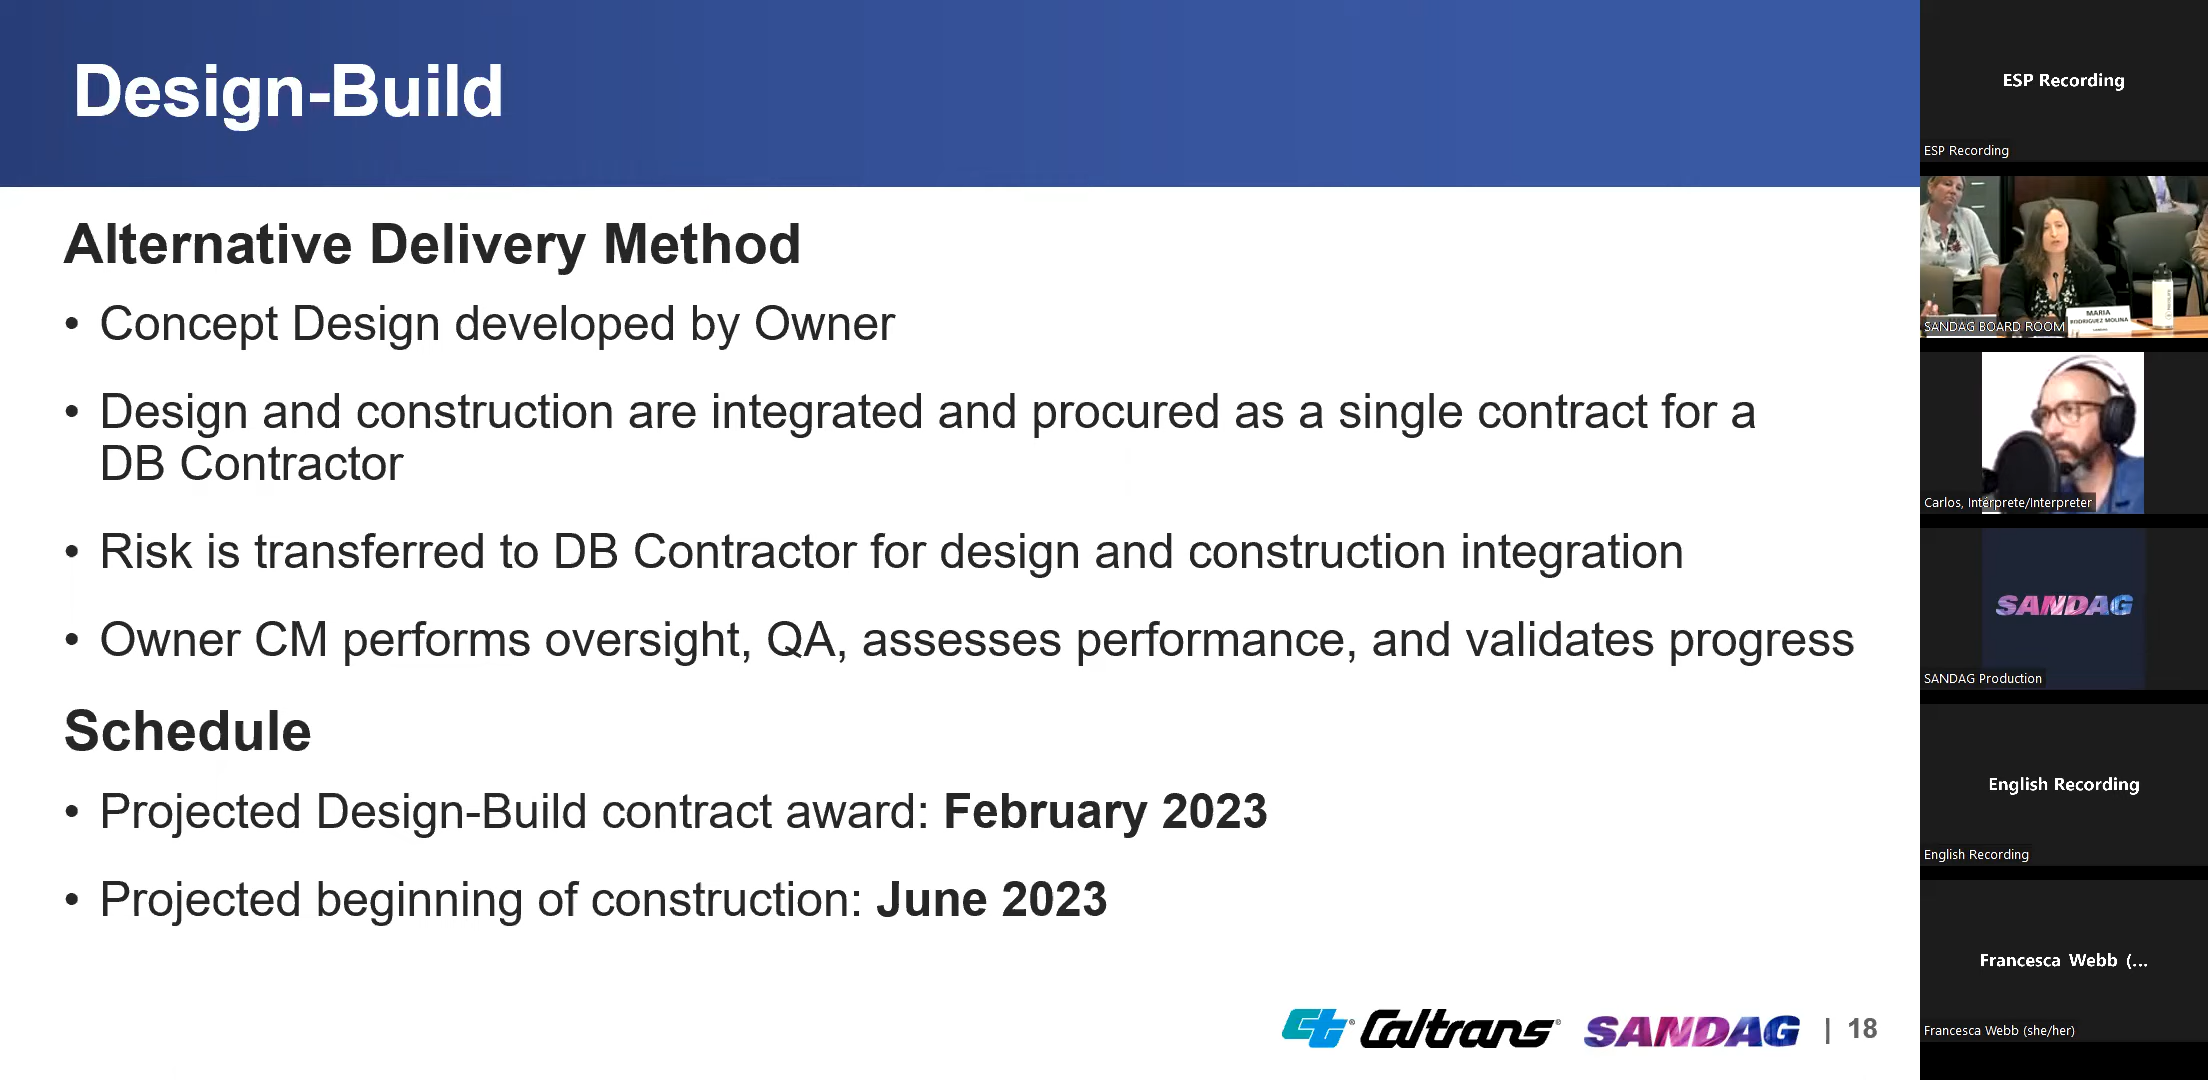 Design-Build
Alternative Delivery Method
• Concept Design developed by Owner
• Design and construction are integrated and procured as a single contract for a
DB Contractor
• Risk is transferred to DB Contractor for design and construction integration
• Owner CM performs oversight, QA, assesses performance, and validates progress
Schedule
• Projected Design-Build contract award: February 2023
• Projected beginning of construction: June 2023
Caltrans® SANDAG | 18
ESP Recording
ESP Recording
MARIA
RODRIGUEZ MOLINA
SANDAG BOARD ROOM
Carlos, Intérprete/Interpreter
SANDAG
SANDAG Production
English Recording
English Recording
Francesca Webb (...
Francesca Webb (she/her)